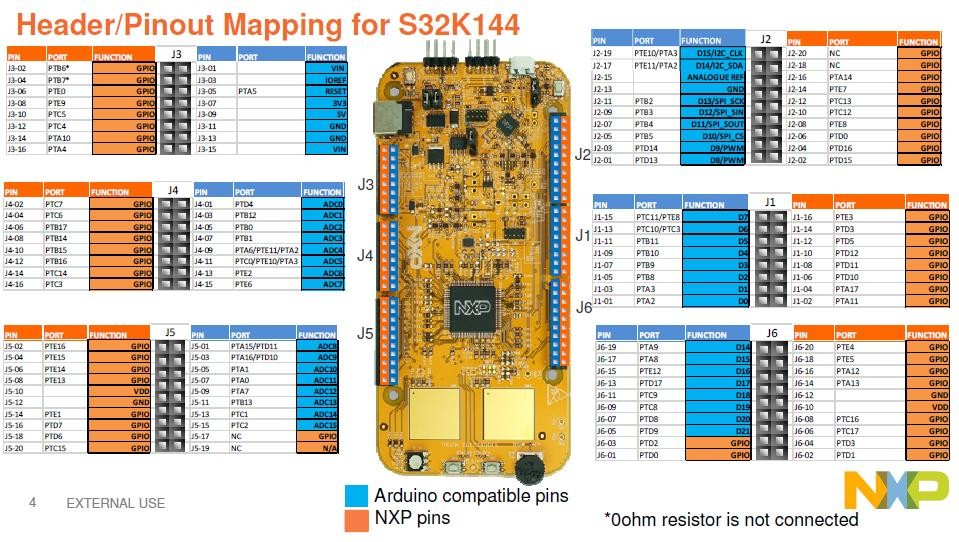 Header/Pinout Mapping for S32K144
PIN PORT FUNCTION J3 PIN PORT FUNCTION
J3-02 PTB6* GPIO J3-01 VIN
J3-04 PTB7* GPIO J3-03 IOREF
J3-06 PTE0 GPIO J3-05 PTA5 RESET
J3-08 PTE9 GPIO J3-07 3V3
J3-10 PTC5 GPIO J3-09 5V
J3-12 PTC4 GPIO J3-11 GND
J3-14 PTA10 GPIO J3-13 GND
J3-16 PTA4 GPIO J3-15 VIN
PIN PORT FUNCTION J4 PIN PORT FUNCTION
J4-02 PTC7 GPIO J4-01 PTD4 ADC0
J4-04 PTC6 GPIO J4-03 PTB12 ADC1
J4-06 PTB17 GPIO J4-05 PTB0 ADC2
J4-08 PTB14 GPIO J4-07 PTB1 ADC3
J4-10 PTB15 GPIO J4-09 PTA6/PTE11/PTA2 ADC4
J4-12 PTB16 GPIO J4-11 PTC0/PTE10/PTA3 ADC5
J4-14 PTC14 GPIO J4-13 PTE2 ADC6
J4-16 PTC3 GPIO J4-15 PTE6 ADC7
PIN PORT FUNCTION J5 PIN PORT FUNCTION
J5-02 PTE16 GPIO J5-01 PTA15/PTD11 ADC8
J5-04 PTE15 GPIO J5-03 PTA16/PTD10 ADC9
J5-06 PTE14 GPIO J5-05 PTA1 ADC10
J5-08 PTE13 GPIO J5-07 PTA0 ADC11
J5-10 VDD J5-09 PTA7 ADC12
J5-12 GND J5-11 PTB13 ADC13
J5-14 PTE1 GPIO J5-13 PTC1 ADC14
J5-16 PTD7 GPIO J5-15 PTC2 ADC15
J5-18 PTD6 GPIO J5-17 NC GPIO
J5-20 PTC15 GPIO J5-19 NC N/A
J3
J4
J5
J2
J1
J6
NXP
PIN PORT FUNCTION J2 PIN PORT FUNCTION
J2-19 PTE10/PTA3 D15/I2C_CLK J2-20 NC GPIO
J2-17 PTE11/PTA2 D14/I2C_SDA J2-18 NC GPIO
J2-15 ANALOGUE REF J2-16 PTA14 GPIO
J2-13 GND J2-14 PTE7 GPIO
J2-11 PTB2 D13/SPI_SCK J2-12 PTC13 GPIO
J2-09 PTB3 D12/SPI_SIN J2-10 PTC12 GPIO
J2-07 PTB4 D11/SPI_SOUT J2-08 PTE8 GPIO
J2-05 PTB5 D10/SPI_CS J2-06 PTD0 GPIO
J2-03 PTD14 D9/PWM J2-04 PTD16 GPIO
J2-01 PTD13 D8/PWM J2-02 PTD15 GPIO
PIN PORT FUNCTION J1 PIN PORT FUNCTION
J1-15 PTC11/PTE8 D7 J1-16 PTE3 GPIO
J1-13 PTC10/PTC3 D6 J1-14 PTD3 GPIO
J1-11 PTB11 D5 J1-12 PTD5 GPIO
J1-09 PTB10 D4 J1-10 PTD12 GPIO
J1-07 PTB9 D3 J1-08 PTD11 GPIO
J1-05 PTB8 D2 J1-06 PTD10 GPIO
J1-03 PTA3 D1 J1-04 PTA17 GPIO
J1-01 PTA2 D0 J1-02 PTA11 GPIO
PIN PORT FUNCTION J6 PIN PORT FUNCTION
J6-19 PTA9 D14 J6-20 PTE4 GPIO
J6-17 PTA8 D15 J6-18 PTE5 GPIO
J6-15 PTE12 D16 J6-16 PTA12 GPIO
J6-13 PTD17 D17 J6-14 PTA13 GPIO
J6-11 PTC9 D18 J6-12 GND
J6-09 PTC8 D19 J6-10 VDD
J6-07 PTD8 D20 J6-08 PTC16 GPIO
J6-05 PTD9 D21 J6-06 PTC17 GPIO
J6-03 PTD2 GPIO J6-04 PTD3 GPIO
J6-01 PTD0 GPIO J6-02 PTD1 GPIO
4 EXTERNAL USE
Arduino compatible pins
NXP pins
*0ohm resistor is not connected
NXP